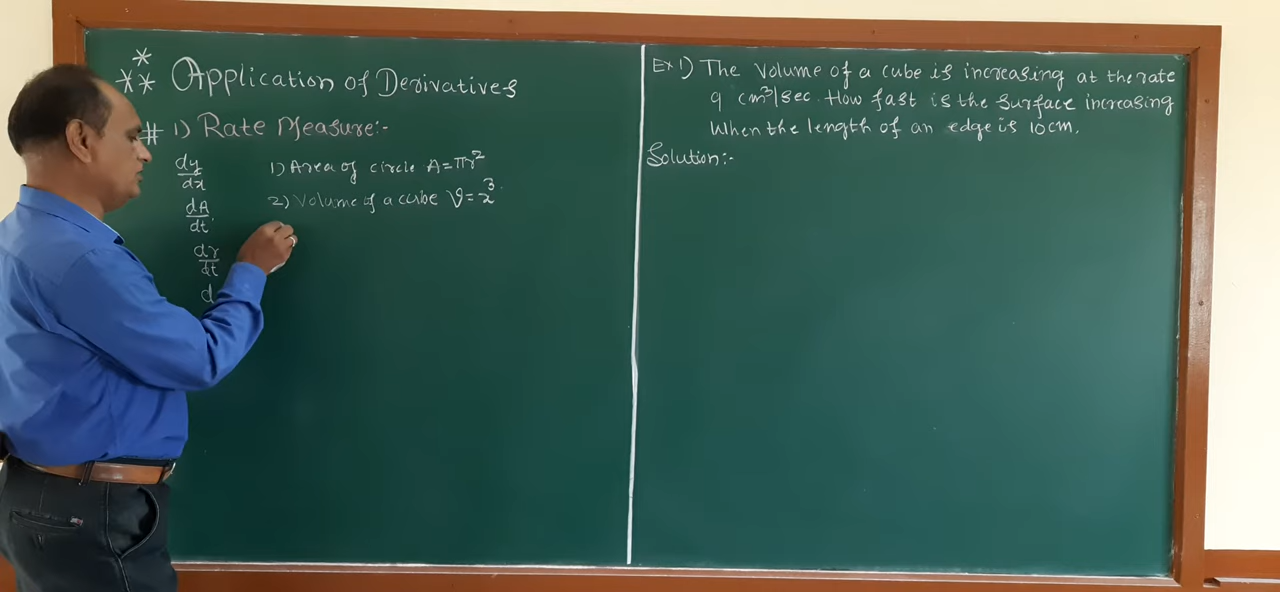 *** Application of Derivatives
# 1) Rate Measure:-
dy/dx
1) Area of circle A=πr²
dA/dt
2) Volume of a cube V=x³
dr/dt
d
Ex 1) The Volume of a cube is increasing at the rate
9 cm³/sec. How fast is the surface increasing
When the length of an edge is 10cm.
Solution:-